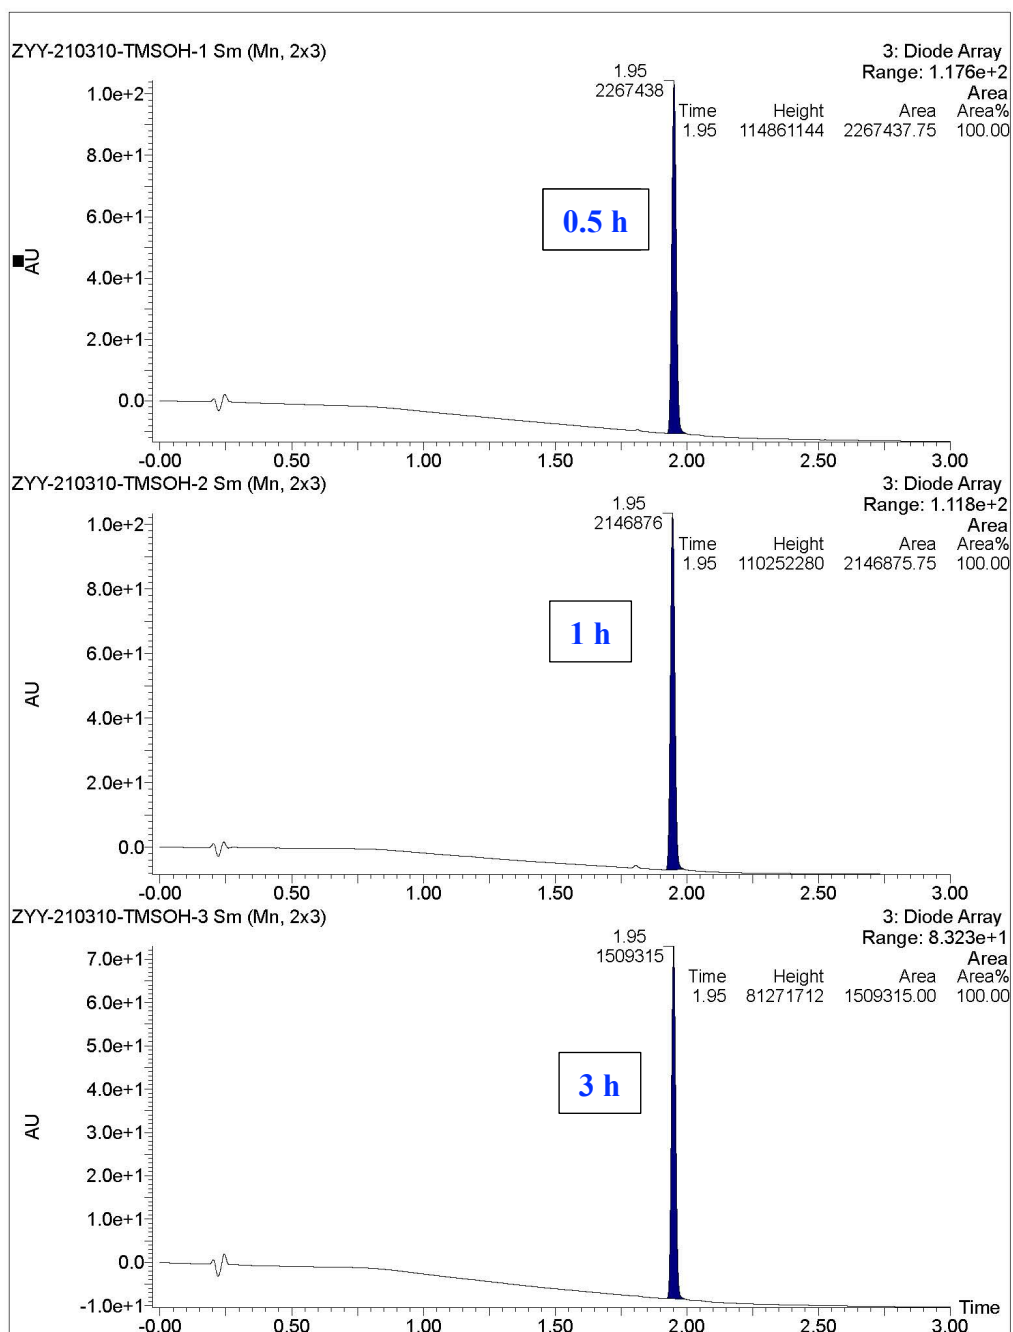 ZYY-210310-TMSOH-1 Sm (Mn, 2x3)
3: Diode Array
Range: 1.176e+2
Area
1.95
2267438
Time Height Area Area%
1.95 114861144 2267437.75 100.00
1.0e+2
8.0e+1
6.0e+1
4.0e+1
2.0e+1
0.0
AU
0.5 h
-0.00 0.50 1.00 1.50 2.00 2.50 3.00
ZYY-210310-TMSOH-2 Sm (Mn, 2x3)
3: Diode Array
Range: 1.118e+2
Area
1.95
2146876
Time Height Area Area%
1.95 110252280 2146875.75 100.00
1.0e+2
8.0e+1
6.0e+1
4.0e+1
2.0e+1
0.0
AU
1 h
-0.00 0.50 1.00 1.50 2.00 2.50 3.00
ZYY-210310-TMSOH-3 Sm (Mn, 2x3)
3: Diode Array
Range: 8.323e+1
Area
1.95
1509315
Time Height Area Area%
1.95 81271712 1509315.00 100.00
7.0e+1
6.0e+1
5.0e+1
4.0e+1
3.0e+1
2.0e+1
1.0e+1
0.0
-1.0e+1
AU
3 h
Time
-0.00 0.50 1.00 1.50 2.00 2.50 3.00